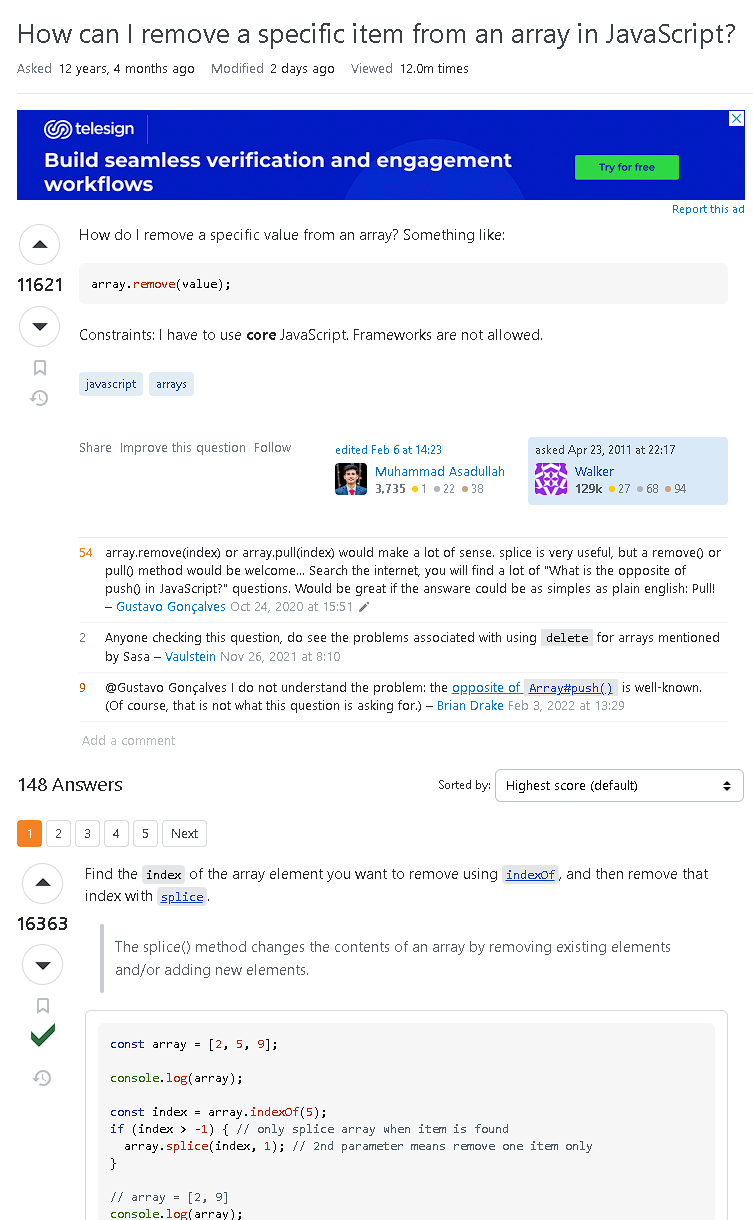 How can I remove a specific item from an array in JavaScript?
Asked 12 years, 4 months ago Modified 2 days ago Viewed 12.0m times
telesign
Build seamless verification and engagement
workflows
Try for free
Report this ad
How do I remove a specific value from an array? Something like:
11621
array.remove(value);
Constraints: I have to use core JavaScript. Frameworks are not allowed.
javascript arrays
Share Improve this question Follow
edited Feb 6 at 14:23
Muhammad Asadullah
3,735 1 22 38
asked Apr 23, 2011 at 22:17
Walker
129k 27 68 94
54 array.remove(index) or array.pull(index) would make a lot of sense. splice is very useful, but a remove() or
pull() method would be welcome... Search the internet, you will find a lot of "What is the opposite of
push() in JavaScript?" questions. Would be great if the answare could be as simples as plain english: Pull!
– Gustavo Gonçalves Oct 24, 2020 at 15:51
2 Anyone checking this question, do see the problems associated with using delete for arrays mentioned
by Sasa – Vaulstein Nov 26, 2021 at 8:10
9 @Gustavo Gonçalves I do not understand the problem: the opposite of Array#push() is well-known.
(Of course, that is not what this question is asking for.) – Brian Drake Feb 3, 2022 at 13:29
Add a comment
148 Answers
Sorted by: Highest score (default)
1 2 3 4 5 Next
Find the index of the array element you want to remove using indexOf, and then remove that
index with splice.
16363
The splice() method changes the contents of an array by removing existing elements
and/or adding new elements.
const array = [2, 5, 9];
console.log(array);
const index = array.indexOf(5);
if (index > -1) { // only splice array when item is found
array.splice(index, 1); // 2nd parameter means remove one item only
}
// array = [2, 9]
console.log(array);